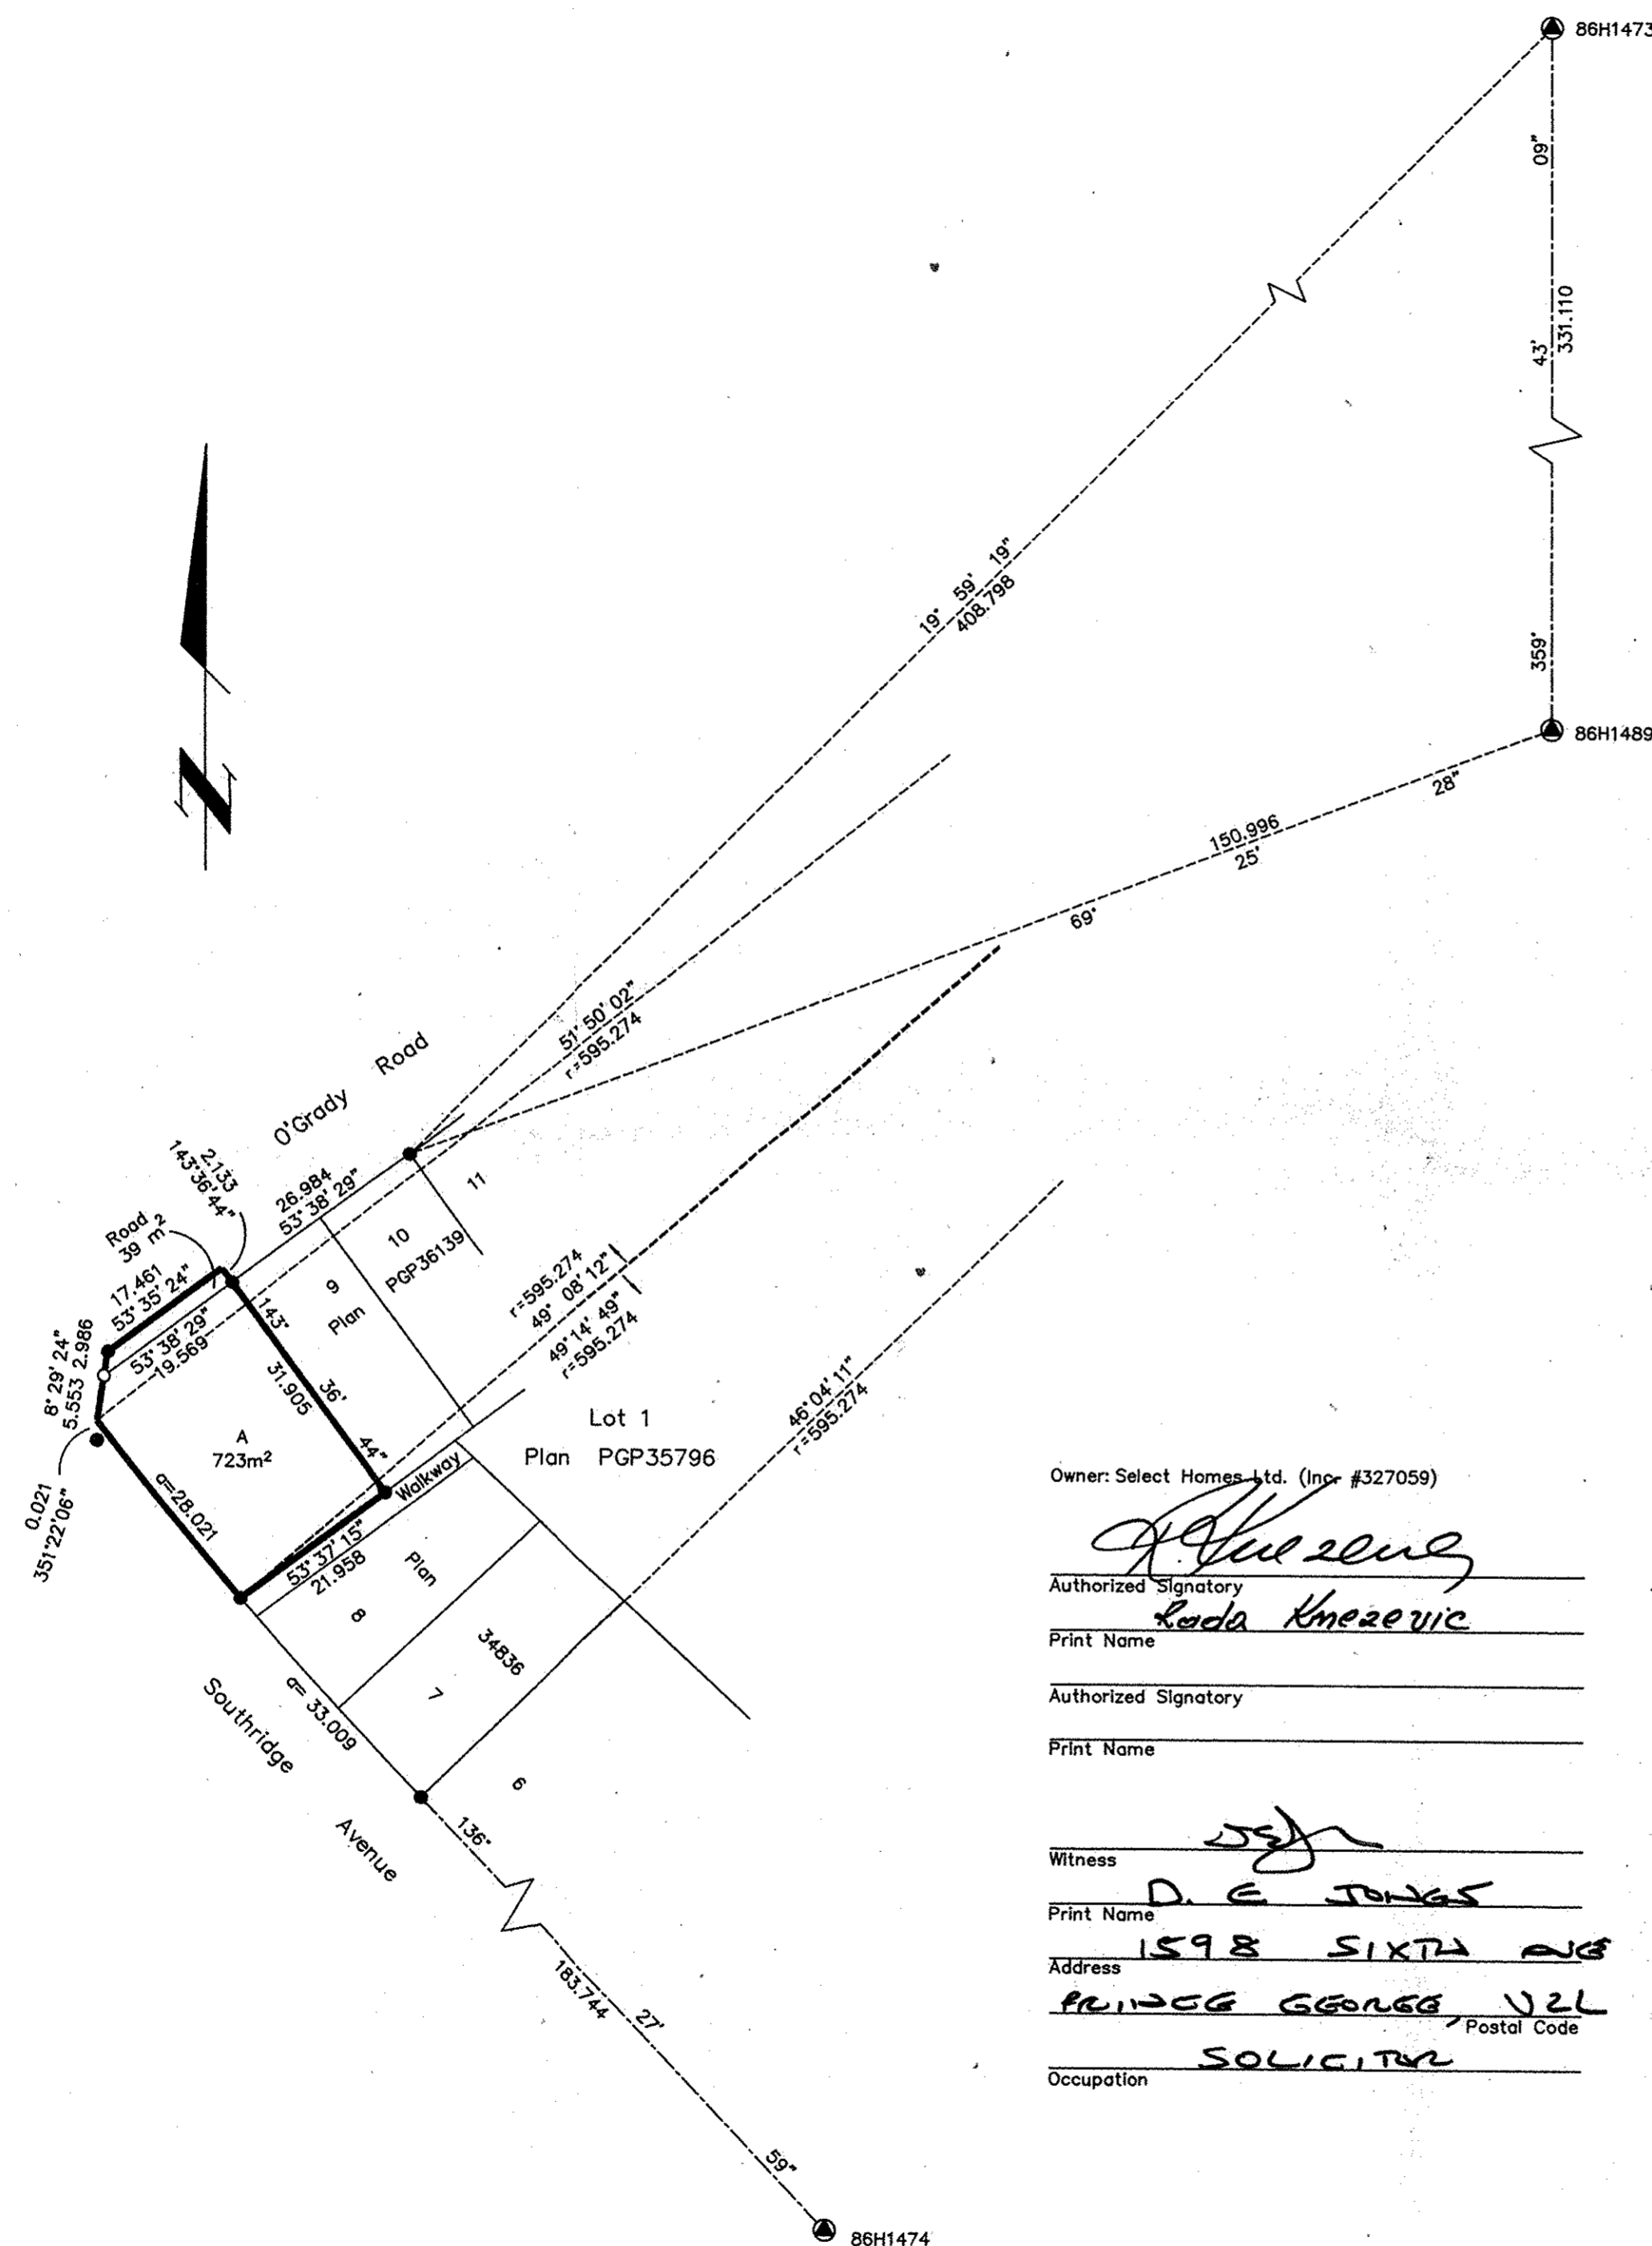 86H1473
09"
43'
331.110
359°
86H1489
19° 59' 19"
408.798
28"
150.996
25'
69°
51° 50' 02"
r=595.274
O'Grady Road
2.133
143°36'44"
26.984
53° 38' 29"
11
10
PGP36139
9
Plan
Road
39 m²
17.461
53° 35' 24"
53° 38' 29"
19.569
143° 36' 44"
31.905
r=595.274
49° 08' 12"
49°14' 49"
r=595.274
46°04' 11"
r=595.274
8° 29' 24"
5.553 2.986
A
723m²
0.021
351°22'06"
a=28.021
Lot 1
Plan PGP35796
Walkway
53° 37' 15"
21.958
Plan
8
34836
7
a= 33.009
6
Southridge
Avenue
136°
183.744
27'
59"
86H1474
Owner: Select Homes Ltd. (Inc. #327059)
Authorized Signatory
Rada Knezevic
Print Name
Authorized Signatory
Print Name
Witness
D. E JONES
Print Name
1598 SIXTH AVE
Address
PRINCE GEORGE, V2L
Postal Code
SOLICITOR
Occupation